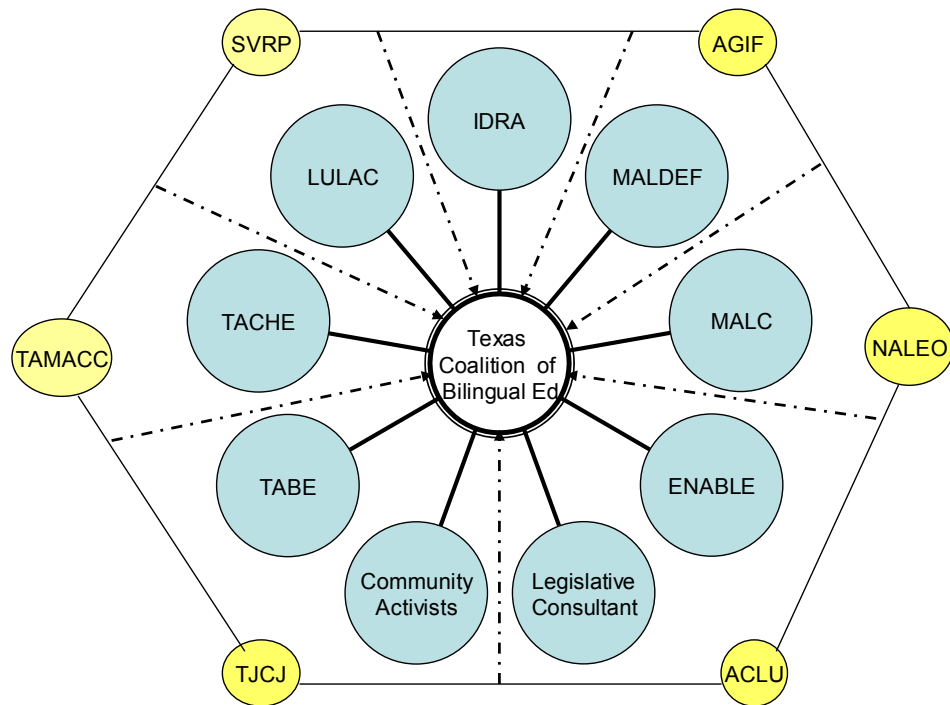 SVRP
AGIF
IDRA
LULAC
MALDEF
TACHE
MALC
TAMACC
NALEO
Texas
Coalition of
Bilingual Ed
TABE
ENABLE
Community
Activists
Legislative
Consultant
TJCJ
ACLU